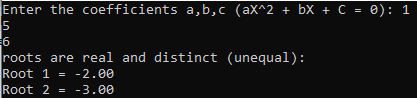 Enter the coefficients a,b,c (aX^2 + bX + C = 0): 1
5
6
roots are real and distinct (unequal):
Root 1 = -2.00
Root 2 = -3.00